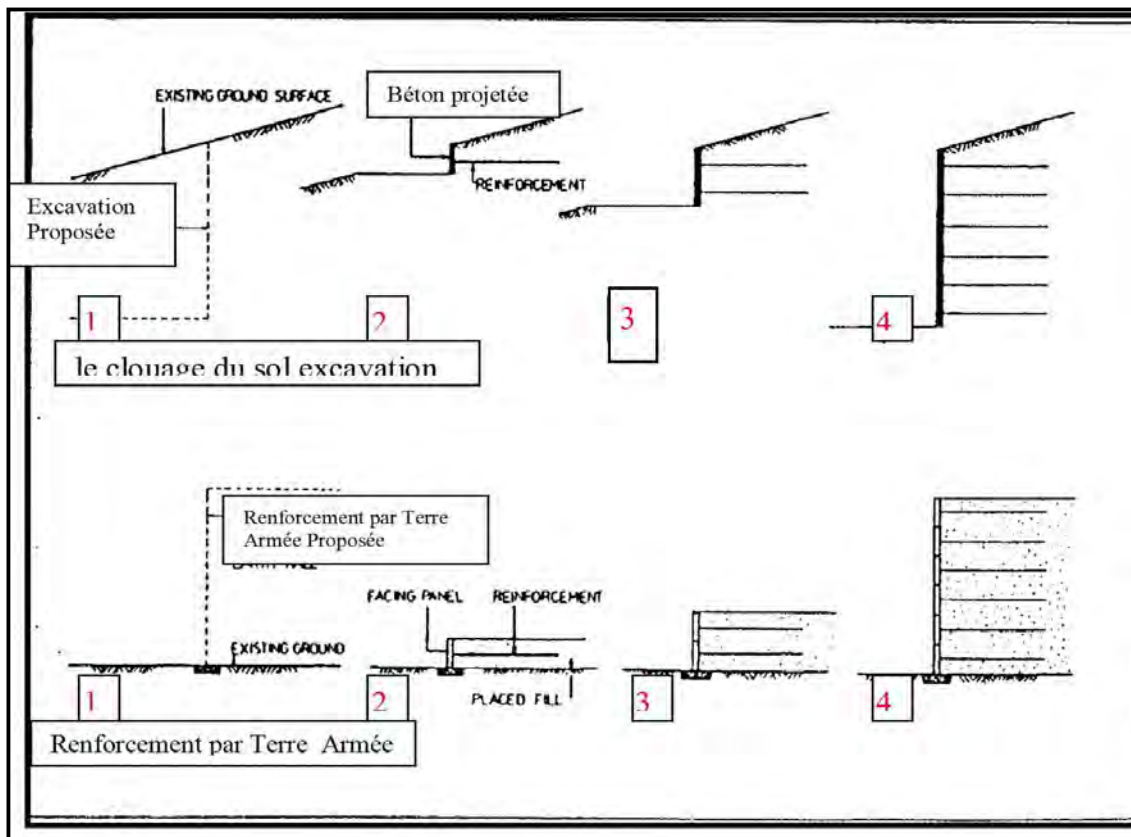 EXISTING GROUND SURFACE
Béton projetée
REINFORCEMENT
Excavation
Proposée
1
2
3
4
le clouage du sol excavation
Renforcement par Terre
Armée Proposée
FACING PANEL
REINFORCEMENT
EXISTING GROUND
PLACED FILL
1
2
3
4
Renforcement par Terre Armée